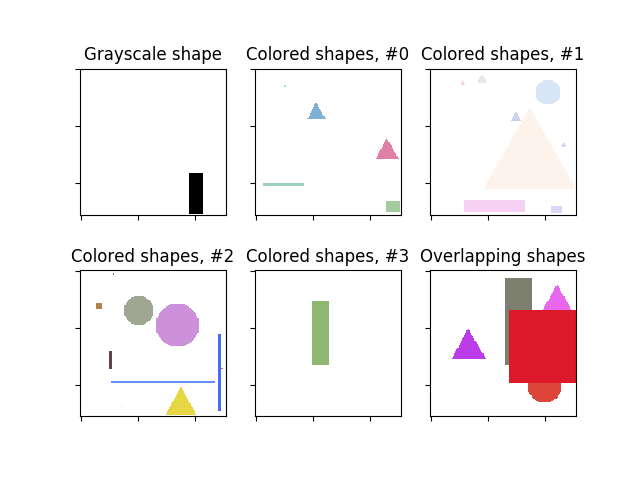 Grayscale shape
Colored shapes, #0
Colored shapes, #1
Colored shapes, #2
Colored shapes, #3
Overlapping shapes